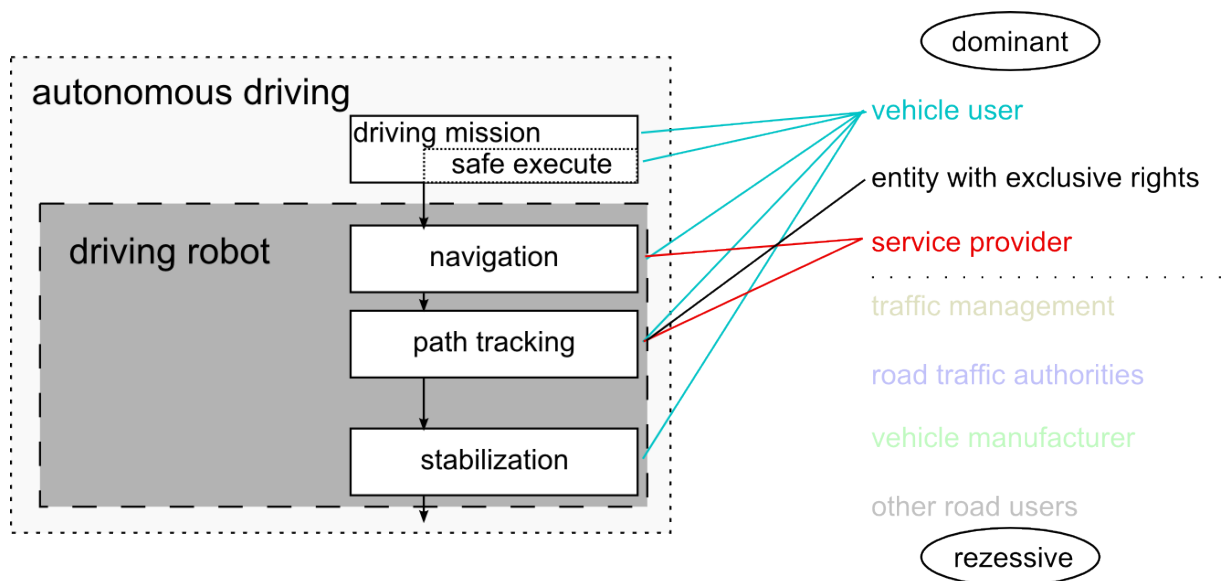 autonomous driving
driving mission
safe execute
driving robot
navigation
path tracking
stabilization
dominant
vehicle user
entity with exclusive rights
service provider
traffic management
road traffic authorities
vehicle manufacturer
other road users
rezessive